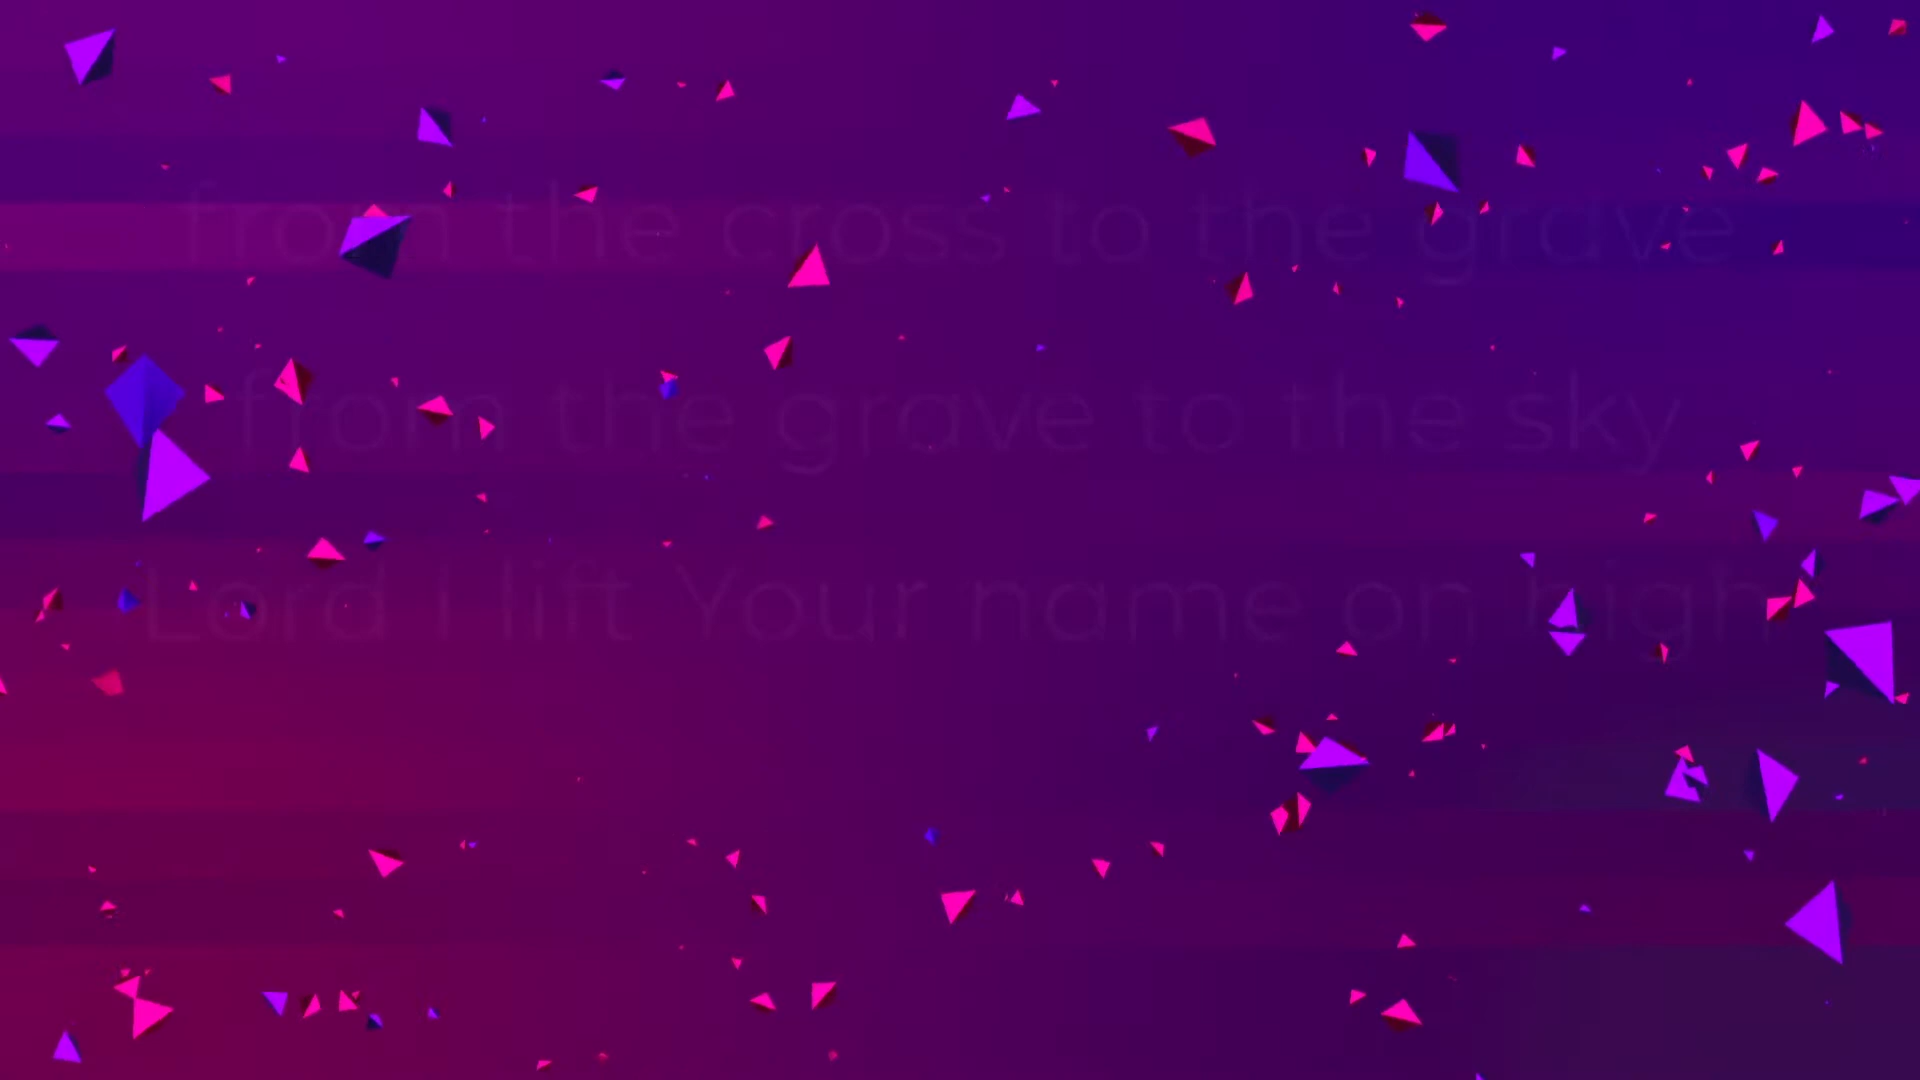 from the cross to the grave
from the grave to the sky
Lord I lift Your name on high